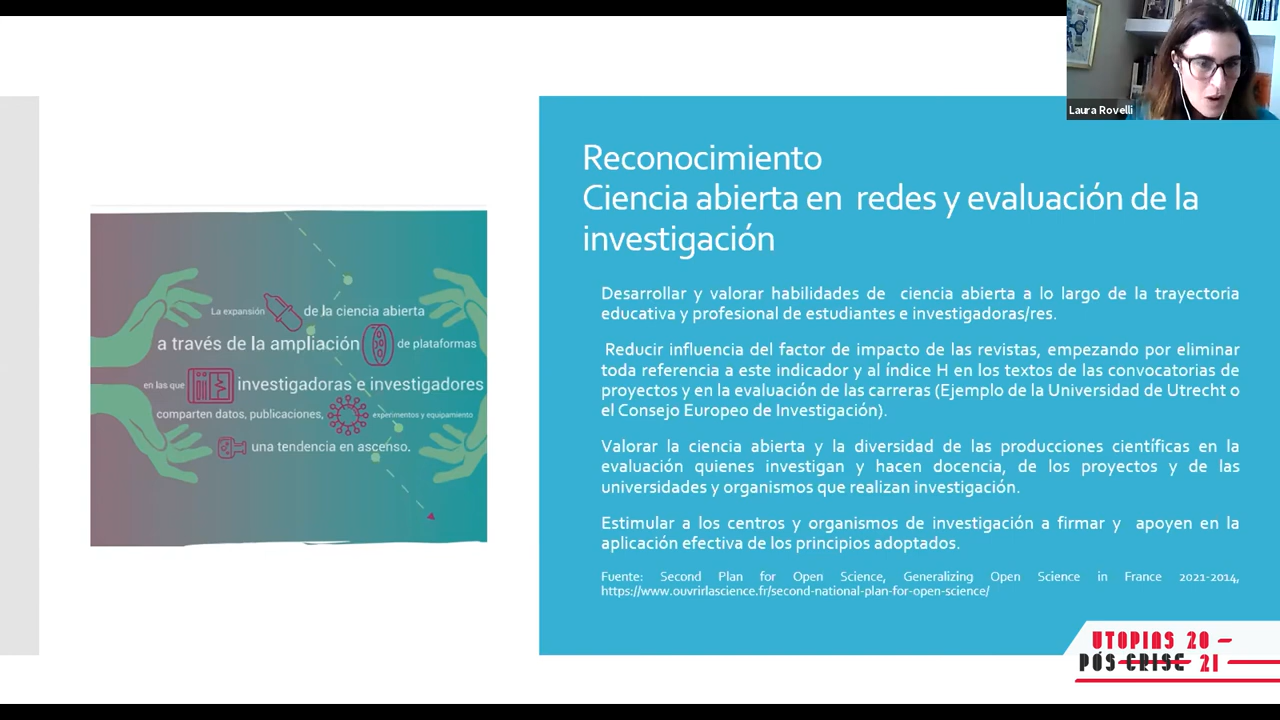 Laura Rovelli
Reconocimiento
Ciencia abierta en redes y evaluación de la
investigación
La expansión de la ciencia abierta
a través de la ampliación de plataformas
en las que investigadoras e investigadores
comparten datos, publicaciones, experimentos y equipamiento
una tendencia en ascenso.
Desarrollar y valorar habilidades de ciencia abierta a lo largo de la trayectoria
educativa y profesional de estudiantes e investigadoras/res.
Reducir influencia del factor de impacto de las revistas, empezando por eliminar
toda referencia a este indicador y al índice H en los textos de las convocatorias de
proyectos y en la evaluación de las carreras (Ejemplo de la Universidad de Utrecht o
el Consejo Europeo de Investigación).
Valorar la ciencia abierta y la diversidad de las producciones científicas en la
evaluación quienes investigan y hacen docencia, de los proyectos y de las
universidades y organismos que realizan investigación.
Estimular a los centros y organismos de investigación a firmar y apoyen en la
aplicación efectiva de los principios adoptados.
Fuente: Second Plan for Open Science, Generalizing Open Science in France 2021-2014,
https://www.ouvrirlascience.fr/second-national-plan-for-open-science/
UTOPIAS 20
PÓS CRISE 21